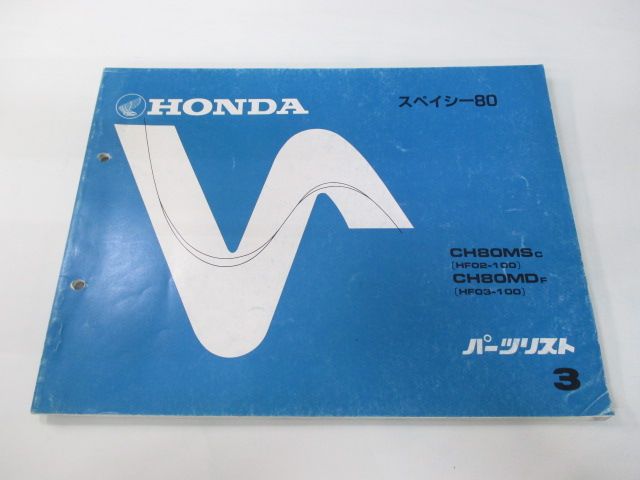 HONDA
スペイシー80
CH80MSC
(HF02-100)
CH80MDF
(HF03-100)
パーツリスト
3